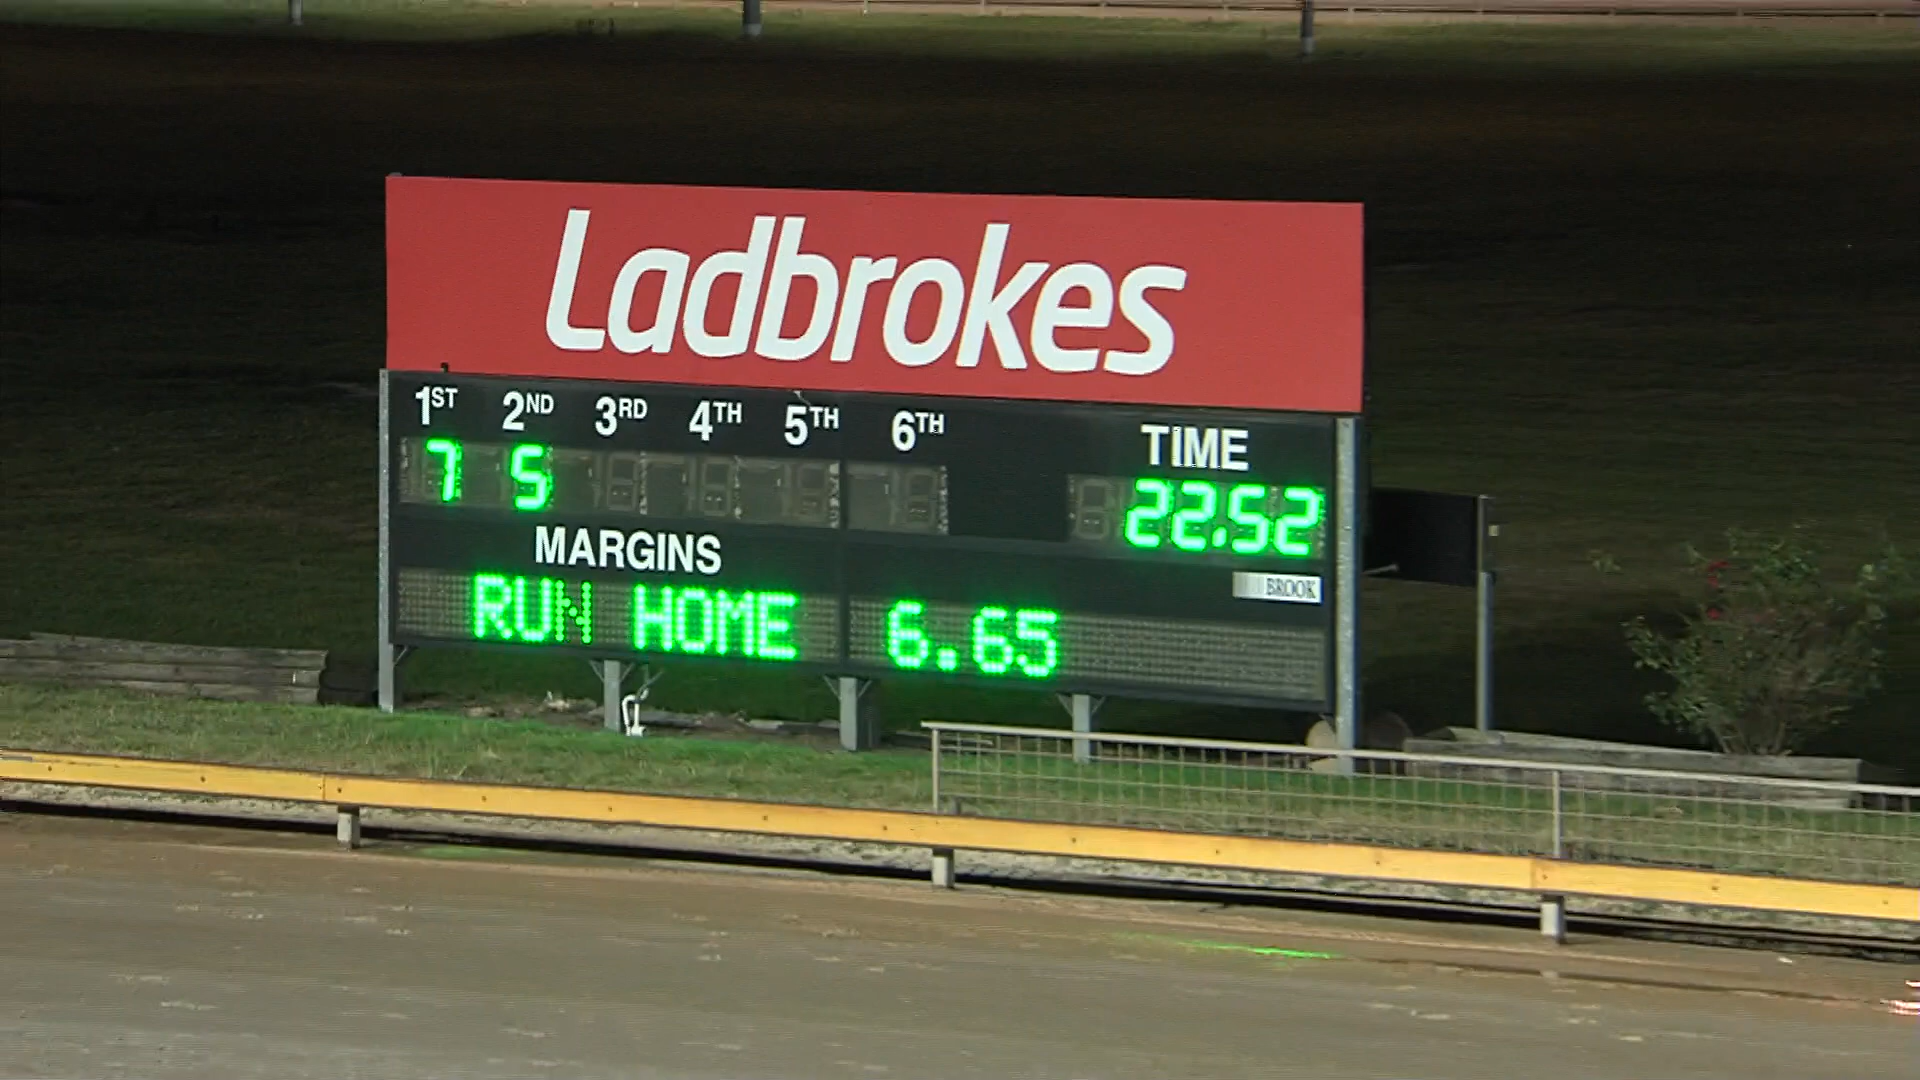 Ladbrokes
1ST 2ND 3RD 4TH 5TH 6TH TIME
7 5 22.52
MARGINS
BROOK
RUN HOME 6.65